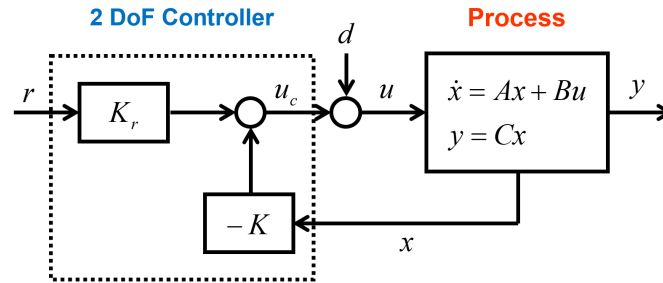 2 DoF Controller
Process
d
r
K_r
u_c
u
ẋ = Ax + Bu
y = Cx
y
− K
x